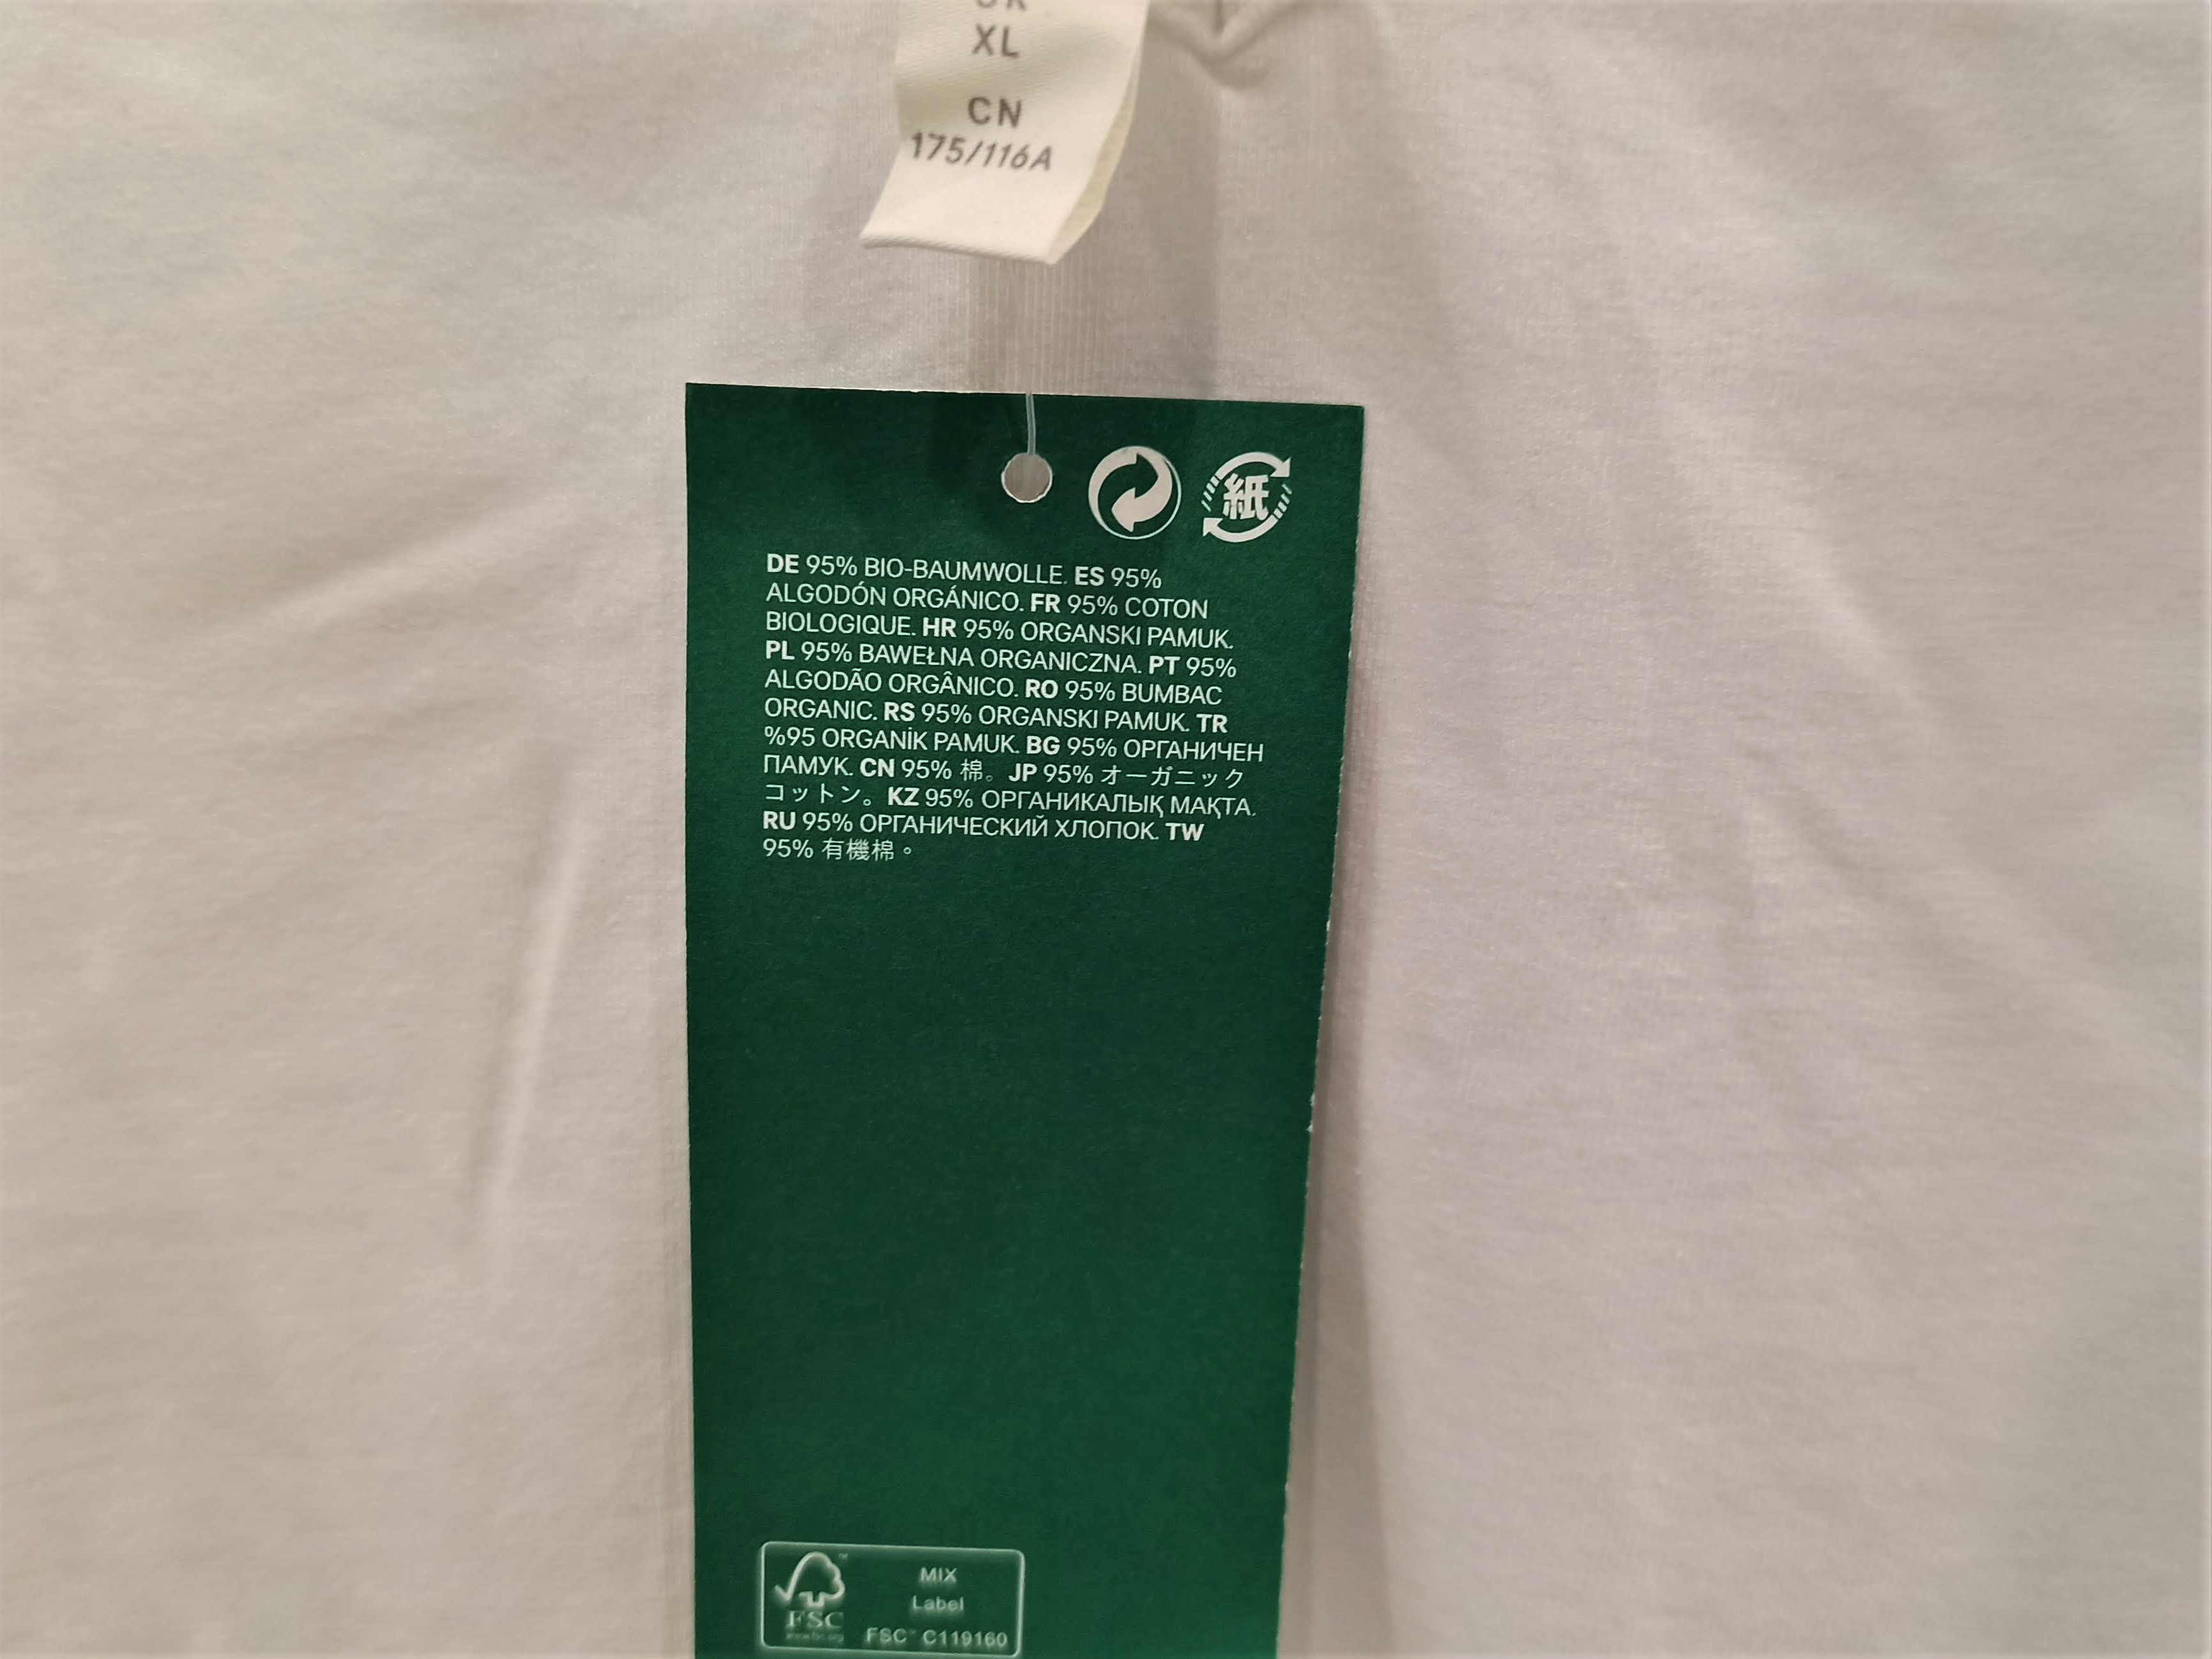 XL
CN
175/116A
紙
DE 95% BIO-BAUMWOLLE. ES 95%
ALGODÓN ORGÁNICO. FR 95% COTON
BIOLOGIQUE. HR 95% ORGANSKI PAMUK.
PL 95% BAWEŁNA ORGANICZNA. PT 95%
ALGODÃO ORGÂNICO. RO 95% BUMBAC
ORGANIC. RS 95% ORGANSKI PAMUK. TR
%95 ORGANİK PAMUK. BG 95% ОРГАНИЧЕН
ПАМУК. CN 95% 棉。JP 95% オーガニック
コットン。KZ 95% ОРГАНИКАЛЫҚ МАҚТА.
RU 95% ОРГАНИЧЕСКИЙ ХЛОПОК. TW
95% 有機棉。
MIX
Label
FSC
www.fsc.org
FSC™ C119160